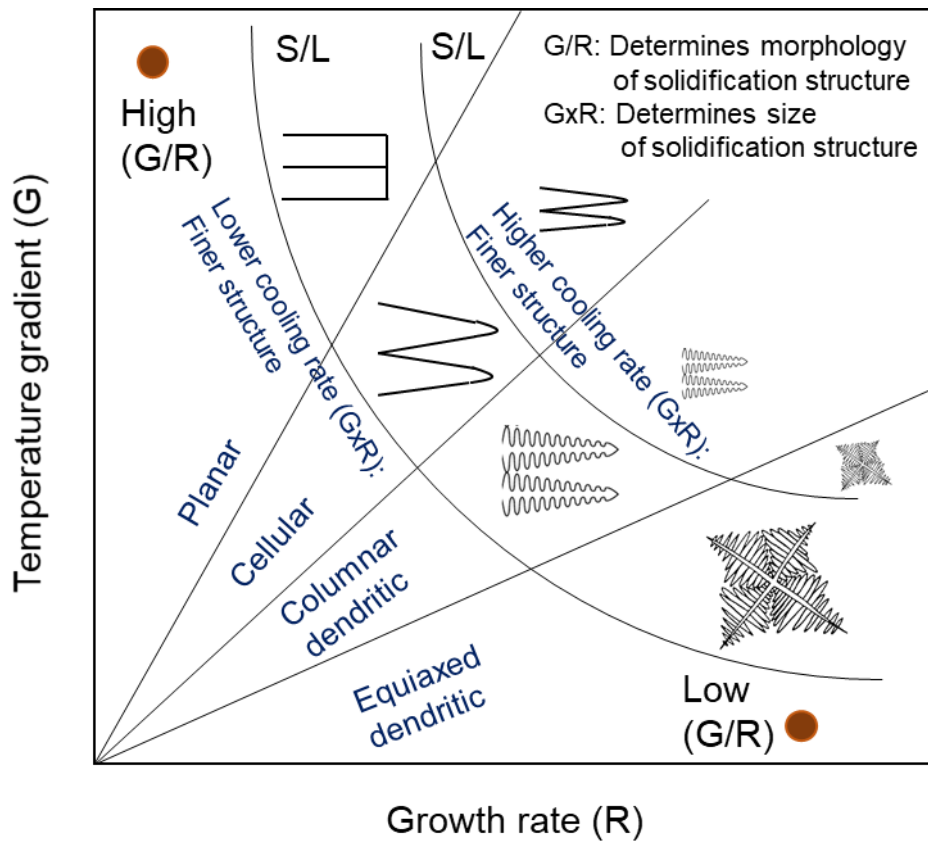 S/L
S/L
G/R: Determines morphology
of solidification structure
GxR: Determines size
of solidification structure
High
(G/R)
Lower cooling rate (GxR):
Finer structure
Higher cooling rate (GxR):
Finer structure
Planar
Cellular
Columnar
dendritic
Equiaxed
dendritic
Low
(G/R)
Temperature gradient (G)
Growth rate (R)